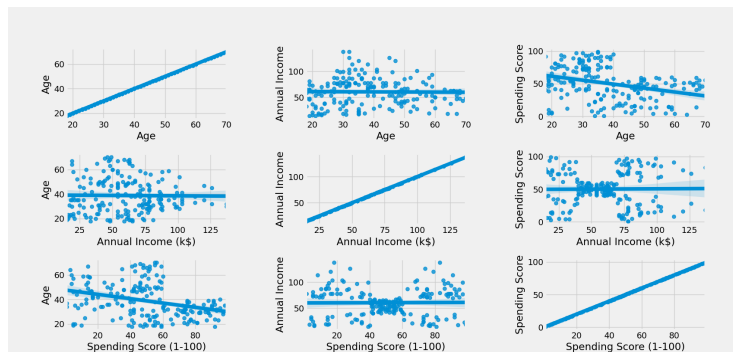 Age
60
40
20
20 30 40 50 60 70
Age
Annual Income
100
50
20 30 40 50 60 70
Age
Spending Score
100
50
0
20 30 40 50 60 70
Age
Age
60
40
20
25 50 75 100 125
Annual Income (k$)
Annual Income
100
50
25 50 75 100 125
Annual Income (k$)
Spending Score
100
50
0
25 50 75 100 125
Annual Income (k$)
Age
60
40
20
20 40 60 80
Spending Score (1-100)
Annual Income
100
50
20 40 60 80
Spending Score (1-100)
Spending Score
100
50
0
20 40 60 80
Spending Score (1-100)